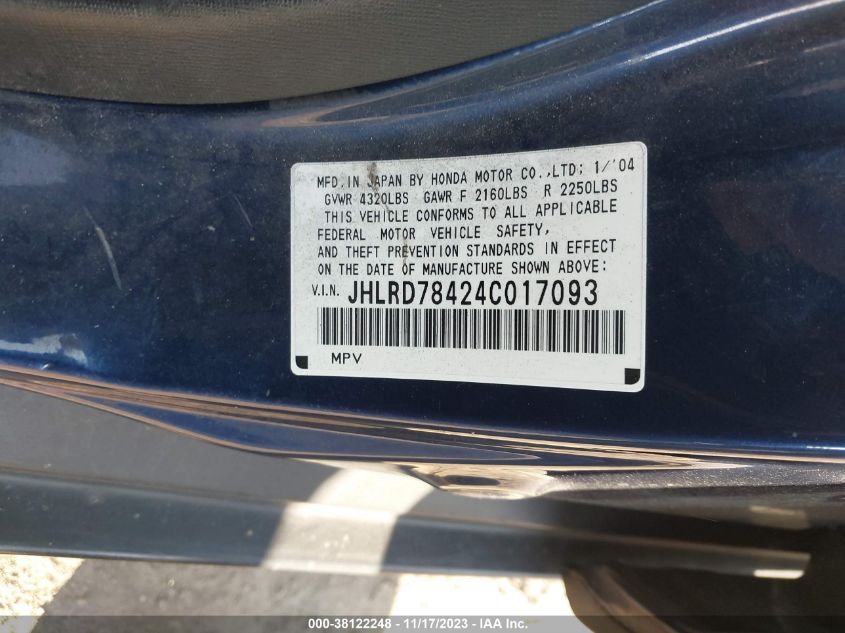 MFD. IN JAPAN BY HONDA MOTOR CO.,LTD: 1/'04
GVWR 4320LBS GAWR F 2160LBS R 2250LBS
THIS VEHICLE CONFORMS TO ALL APPLICABLE
FEDERAL MOTOR VEHICLE SAFETY,
AND THEFT PREVENTION STANDARDS IN EFFECT
ON THE DATE OF MANUFACTURE SHOWN ABOVE:
V.I.N. JHLRD78424C017093
MPV
000-38122248 - 11/17/2023 - IAAI.COM